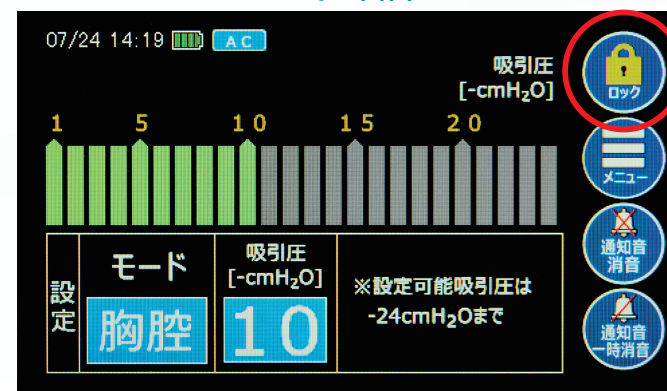 07/24 14:19 AC
吸引圧
[-cmH₂O]
ロック
1 5 10 15 20
メニュー
設定
モード
胸腔
吸引圧
[-cmH₂O]
10
※設定可能吸引圧は
-24cmH₂Oまで
通知音
消音
通知音
一時消音